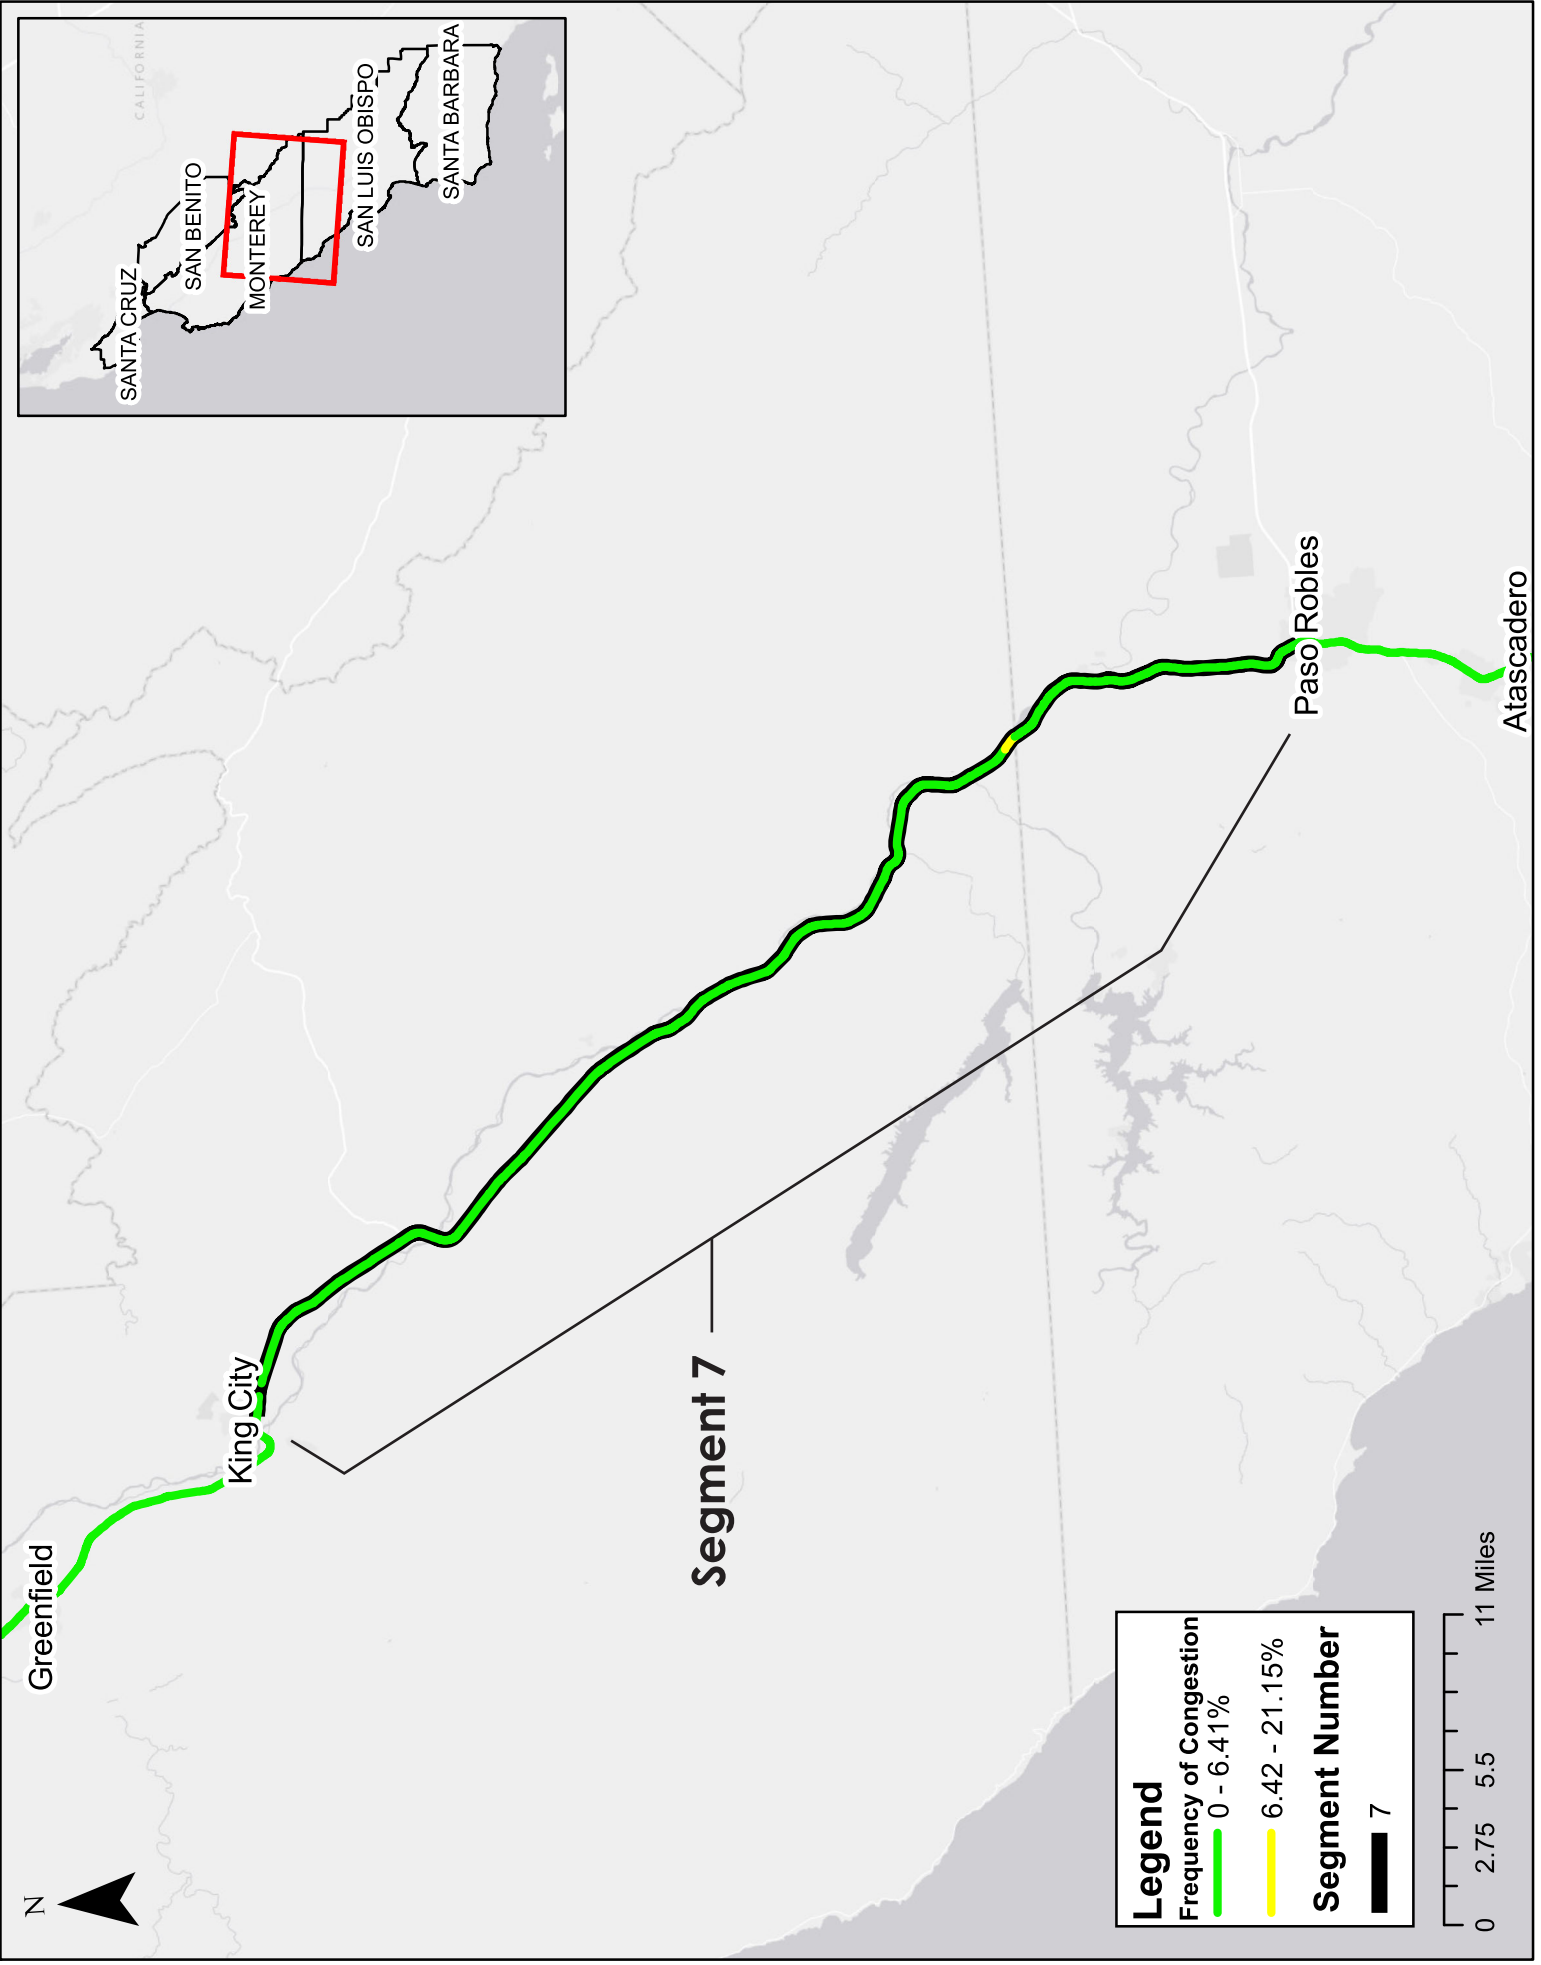 N
Greenfield
King City
Segment 7
Paso Robles
Atascadero
CALIFORNIA
SANTA CRUZ
SAN BENITO
MONTEREY
SAN LUIS OBISPO
SANTA BARBARA
Legend
Frequency of Congestion
0 - 6.41%
6.42 - 21.15%
Segment Number
7
0 2.75 5.5 11 Miles